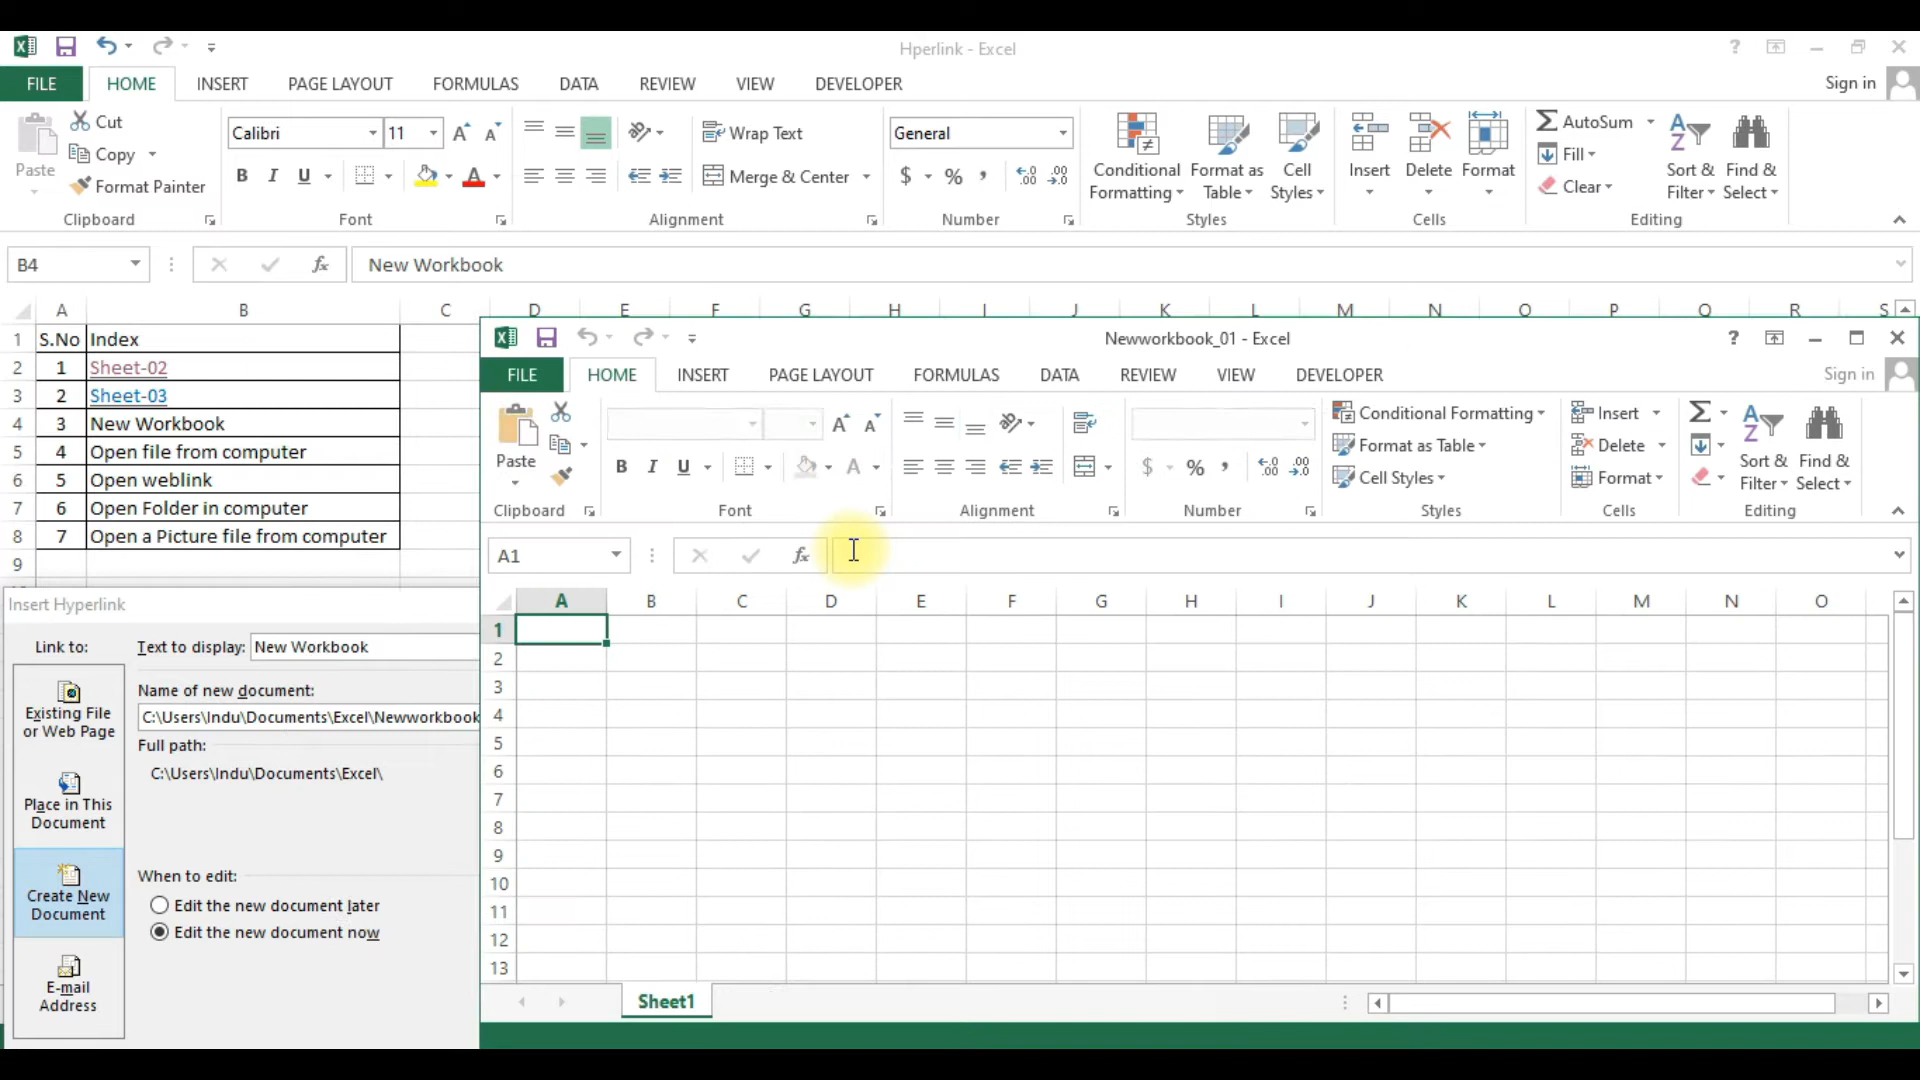 Hperlink - Excel
FILE HOME INSERT PAGE LAYOUT FORMULAS DATA REVIEW VIEW DEVELOPER Sign in
Paste
Cut
Copy
Format Painter
Clipboard
Calibri 11
B I U A
Font
Wrap Text
Merge & Center
Alignment
General
$ % ,
Number
Conditional Formatting
Format as Table
Cell Styles
Styles
Insert
Delete
Format
Cells
AutoSum
Fill
Clear
Sort & Filter
Find & Select
Editing
B4 fx New Workbook
A B C D E F G H I J K L M N O P Q R S
1 S.No Index
2 1 Sheet-02
3 2 Sheet-03
4 3 New Workbook
5 4 Open file from computer
6 5 Open weblink
7 6 Open Folder in computer
8 7 Open a Picture file from computer
9
Insert Hyperlink
Link to:
Text to display: New Workbook
Existing File or Web Page
Name of new document:
C:\Users\Indu\Documents\Excel\Newworkbook
Full path:
C:\Users\Indu\Documents\Excel\
Place in This Document
Create New Document
When to edit:
Edit the new document later
Edit the new document now
E-mail Address
Newworkbook_01 - Excel
FILE HOME INSERT PAGE LAYOUT FORMULAS DATA REVIEW VIEW DEVELOPER Sign in
Paste
Clipboard
B I U A
Font
Alignment
$ % ,
Number
Conditional Formatting
Format as Table
Cell Styles
Styles
Insert
Delete
Format
Cells
Sort & Filter
Find & Select
Editing
A1 fx
A B C D E F G H I J K L M N O
1
2
3
4
5
6
7
8
9
10
11
12
13
Sheet1